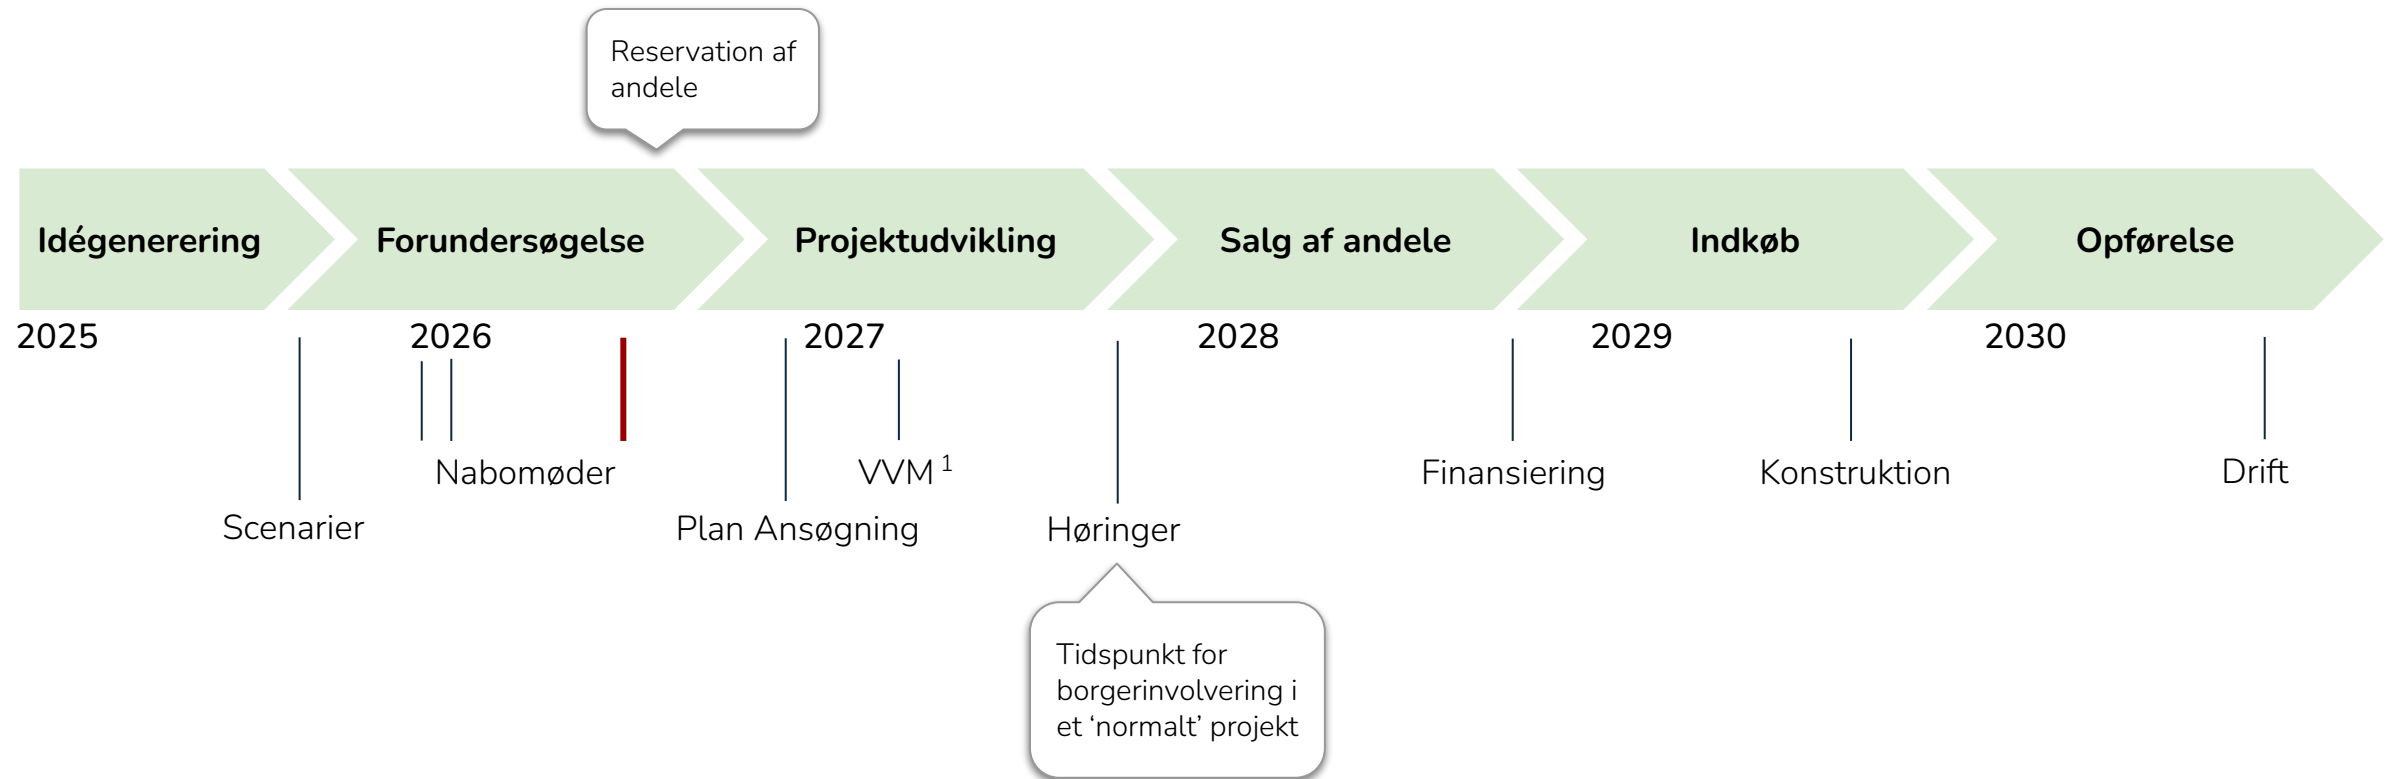 Reservation af
andele
Idégenerering
Forundersøgelse
Projektudvikling
Salg af andele
Indkøb
Opførelse
2025
2026
2027
2028
2029
2030
Nabomøder
VVM 1
Finansiering
Konstruktion
Drift
Scenarier
Plan Ansøgning
Høringer
Tidspunkt for
borgerinvolvering i
et ‘normalt’ projekt